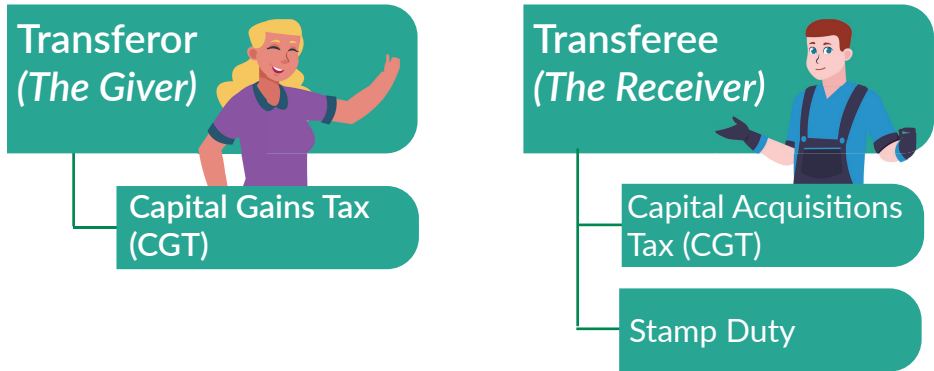 Transferor
(The Giver)
Capital Gains Tax
(CGT)
Transferee
(The Receiver)
Capital Acquisitions
Tax (CGT)
Stamp Duty